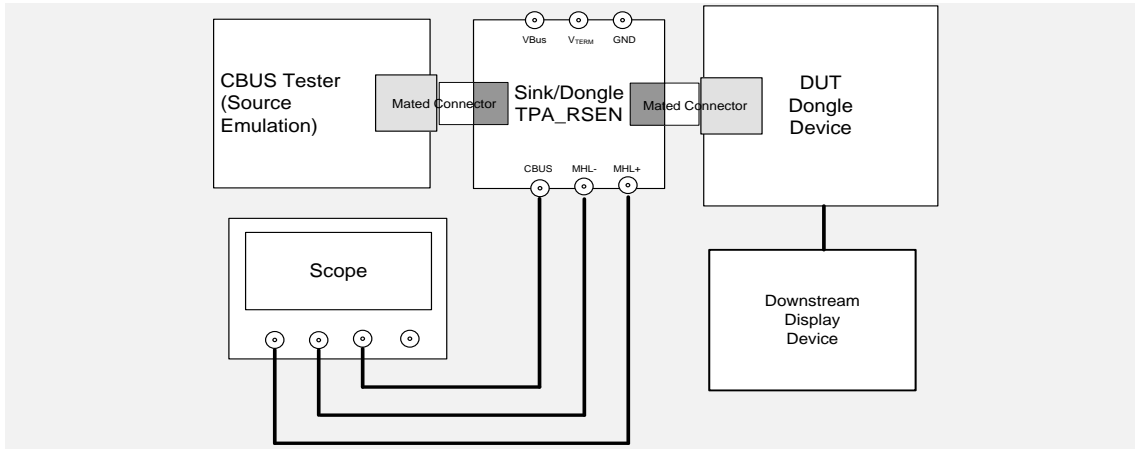 VBus VTERM GND
CBUS Tester
(Source
Emulation)
Mated Connector
Sink/Dongle
TPA_RSEN
Mated Connector
DUT
Dongle
Device
CBUS MHL- MHL+
Scope
Downstream
Display
Device